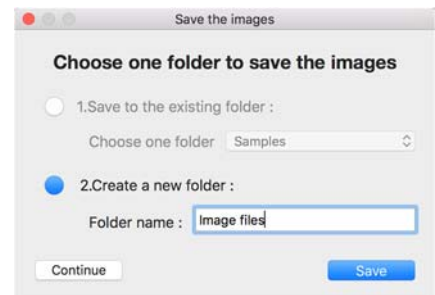 Save the images
Choose one folder to save the images
1.Save to the existing folder :
Choose one folder Samples
2.Create a new folder :
Folder name : Image files
Continue Save